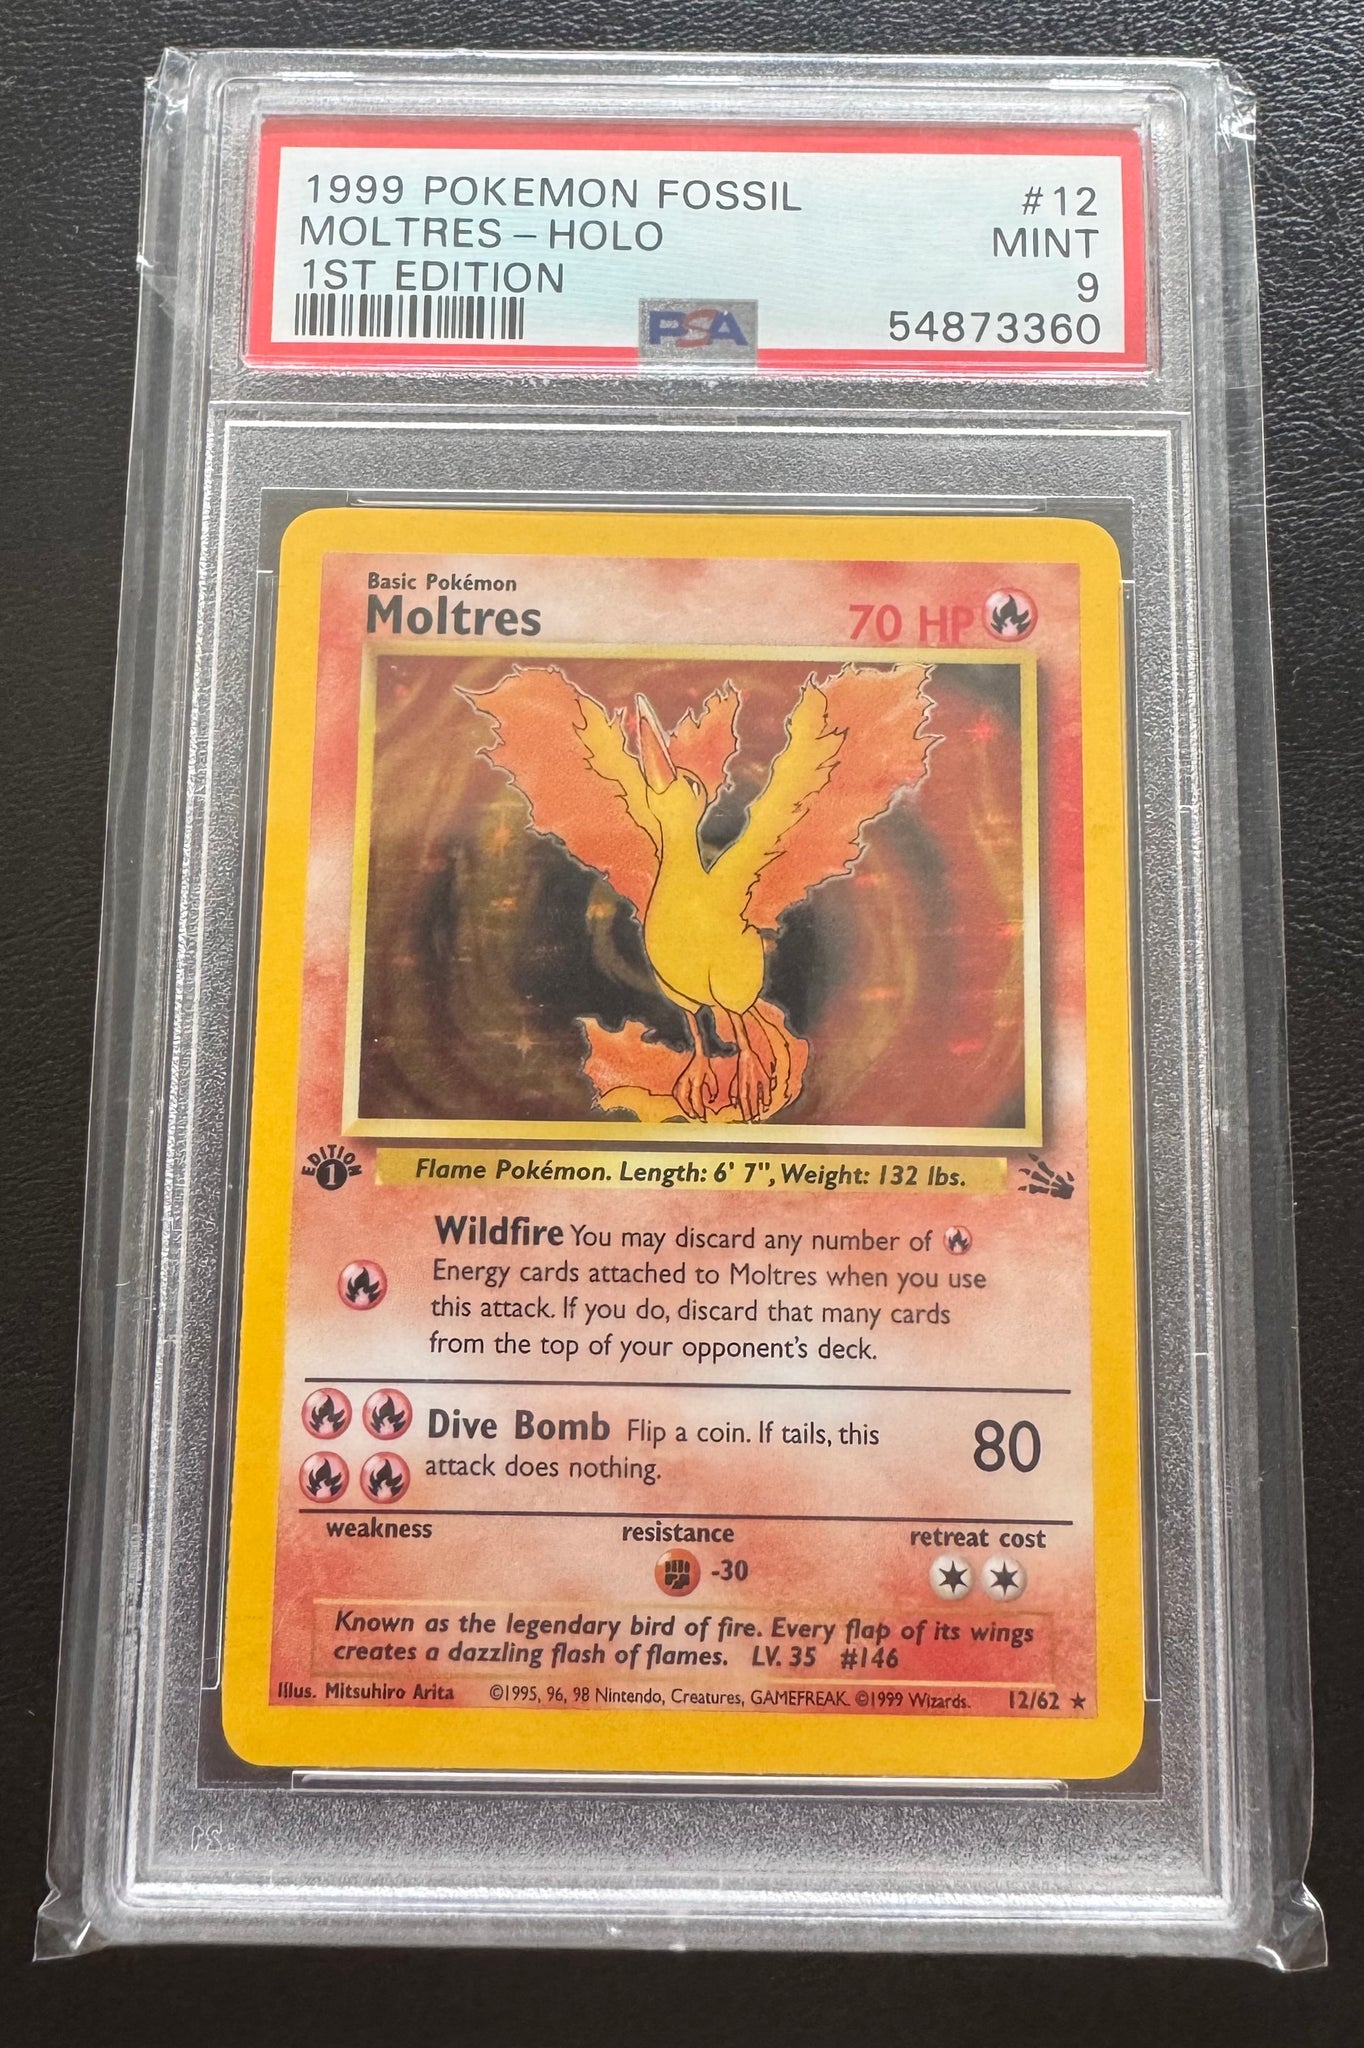 1999 POKEMON FOSSIL #12
MOLTRES - HOLO MINT
1ST EDITION 9
PSA 54873360
Basic Pokémon
Moltres 70 HP
EDITION 1
Flame Pokémon. Length: 6' 7", Weight: 132 lbs.
Wildfire You may discard any number of
Energy cards attached to Moltres when you use
this attack. If you do, discard that many cards
from the top of your opponent's deck.
Dive Bomb Flip a coin. If tails, this 80
attack does nothing.
weakness resistance retreat cost
-30
Known as the legendary bird of fire. Every flap of its wings
creates a dazzling flash of flames. LV. 35 #146
Illus. Mitsuhiro Arita ©1995, 96, 98 Nintendo, Creatures, GAMEFREAK. ©1999 Wizards. 12/62 ★